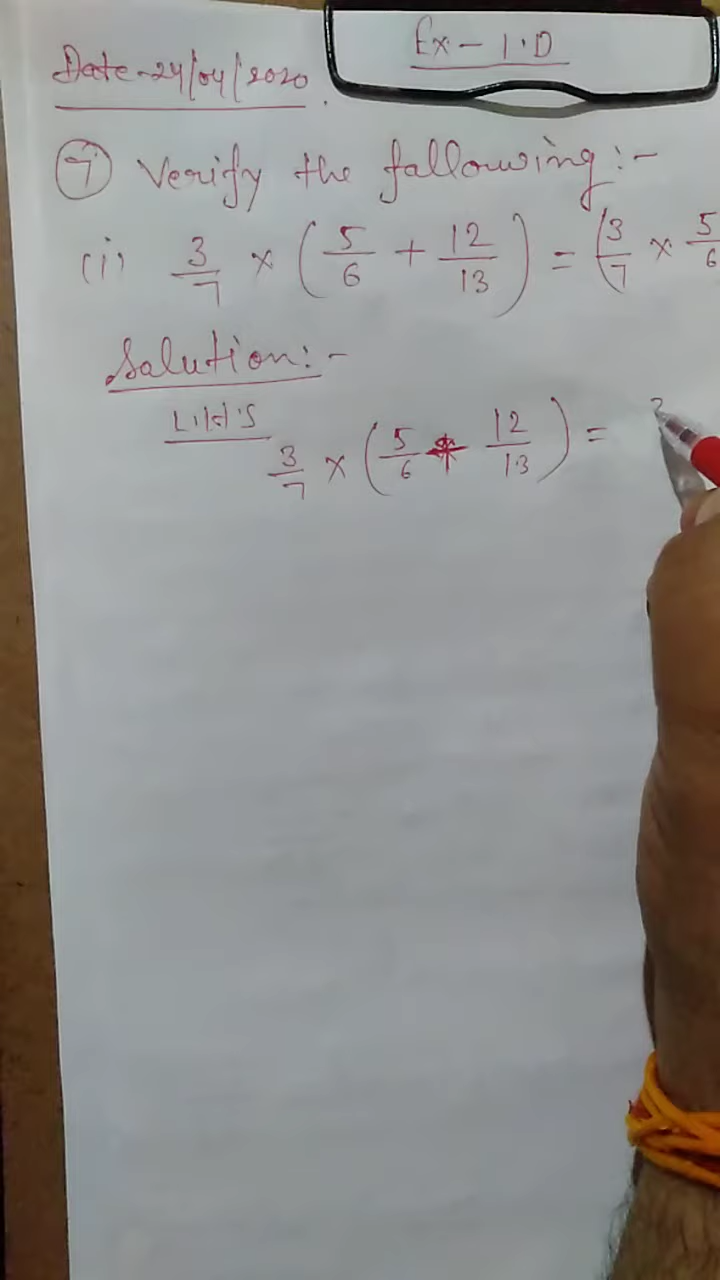 Ex - 1.D
Date-24/04/2020.
7 Verify the fallowing:-
(i) 3/7 × (5/6 + 12/13) = (3/7 × 5/6
Solution:-
L.H.S
3/7 × (5/6 + 12/13) =